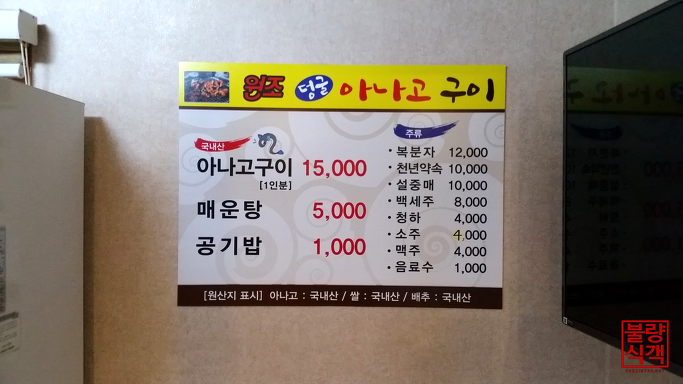 원조 덩굴 아나고 구이
국내산
아나고구이 15,000
[1인분]
매운탕 5,000
공기밥 1,000
주류
· 복분자 12,000
· 천년약속 10,000
· 설중매 10,000
· 백세주 8,000
· 청하 4,000
· 소주 4,000
· 맥주 4,000
· 음료수 1,000
[원산지 표시] 아나고 : 국내산 / 쌀 : 국내산 / 배추 : 국내산
불량
식객